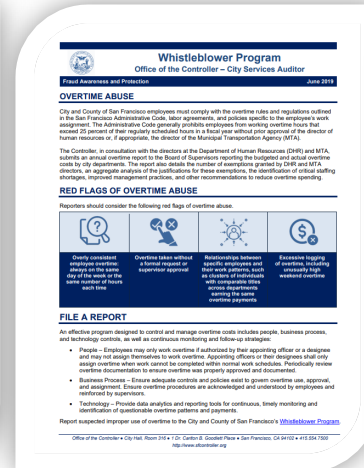 Whistleblower Program
Office of the Controller – City Services Auditor
Fraud Awareness and Protection
June 2019
OVERTIME ABUSE
City and County of San Francisco employees must comply with the overtime rules and regulations outlined
in the San Francisco Administrative Code, labor agreements, and policies specific to the employee's work
assignment. The Administrative Code generally prohibits employees from working overtime hours that
exceed 25 percent of their regularly scheduled hours in a fiscal year without prior approval of the director of
human resources or, if appropriate, the director of the Municipal Transportation Agency (MTA).
The Controller, in consultation with the directors at the Department of Human Resources (DHR) and MTA,
submits an annual overtime report to the Board of Supervisors reporting the budgeted and actual overtime
costs by city departments. The report also details the number of exemptions granted by DHR and MTA
directors, an aggregate analysis of the justifications for these exemptions, the identification of critical staffing
shortages, improved management practices, and other recommendations to reduce overtime spending.
RED FLAGS OF OVERTIME ABUSE
Reporters should consider the following red flags of overtime abuse.
Overly consistent
employee overtime:
always on the same
day of the week or the
same number of hours
each time
Overtime taken without
a formal request or
supervisor approval
Relationships between
specific employees and
their work patterns, such
as clusters of individuals
with comparable titles
across departments
earning the same
overtime payments
Excessive logging
of overtime, including
unusually high
weekend overtime
FILE A REPORT
An effective program designed to control and manage overtime costs includes people, business process,
and technology controls, as well as continuous monitoring and follow-up strategies:
• People – Employees may only work overtime if authorized by their appointing officer or a designee
and may not assign themselves to work overtime. Appointing officers or their designees shall only
assign overtime when work cannot be completed within normal work schedules. Periodically review
overtime documentation to ensure overtime was properly approved and documented.
• Business Process – Ensure adequate controls and policies exist to govern overtime use, approval,
and assignment. Ensure overtime procedures are acknowledged and understood by employees and
reinforced by supervisors.
• Technology – Provide data analytics and reporting tools for continuous, timely monitoring and
identification of questionable overtime patterns and payments.
Report suspected improper use of overtime to the City and County of San Francisco's Whistleblower Program.
Office of the Controller ● City Hall, Room 316 ● 1 Dr. Carlton B. Goodlett Place ● San Francisco, CA 94102 ● 415.554.7500
http://www.sfcontroller.org